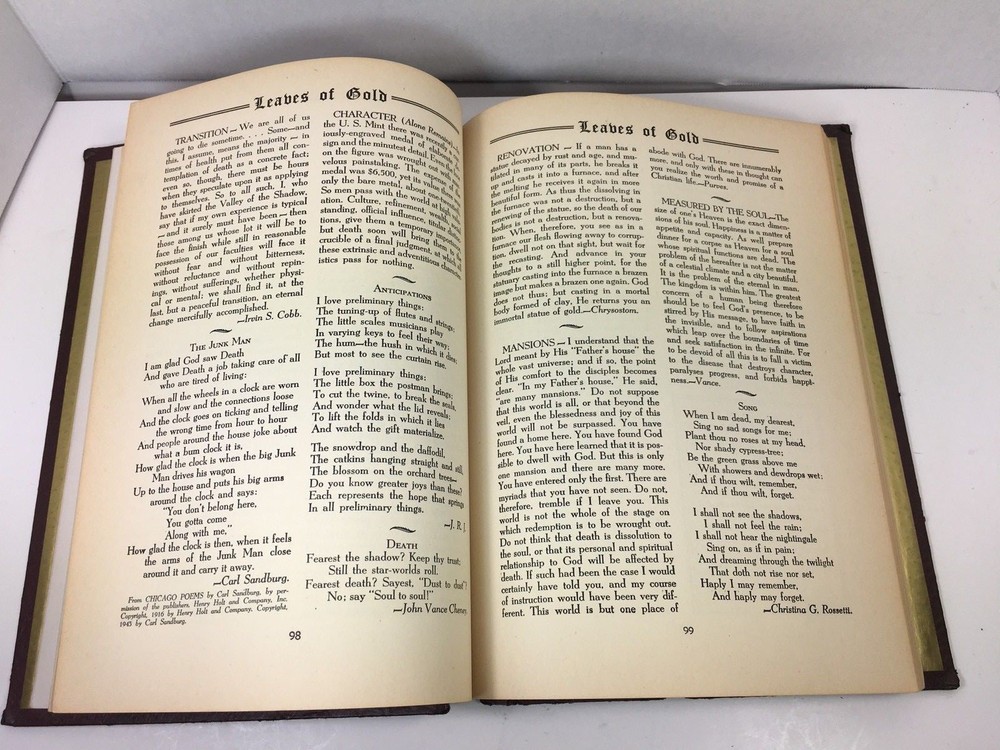 Leaves of Gold
TRANSITION — We are all of us
going to die sometime. . . . Some—and
this, I assume, means the majority — in
times of health put from them all con-
templation of death as a concrete fact;
even so, though, there must be hours
when they speculate upon it as applying
to themselves. So to all such, I, who
have skirted the Valley of the Shadow,
say that if my own experience is typical
—and it surely must have been—then
those among us whose lot it will be to
face the finish while still in reasonable
possession of our faculties will face it
without fear and without bitterness,
without reluctance and without repin-
ings, without sufferings, whether physi-
cal or mental; we shall find it, at the
last, but a peaceful transition, an eternal
change mercifully accomplished.
—Irvin S. Cobb.
THE JUNK MAN
I am glad God saw Death
And gave Death a job taking care of all
who are tired of living:
When all the wheels in a clock are worn
and slow and the connections loose
And the clock goes on ticking and telling
the wrong time from hour to hour
And people around the house joke about
what a bum clock it is,
How glad the clock is when the big Junk
Man drives his wagon
Up to the house and puts his big arms
around the clock and says:
"You don't belong here,
You gotta come
Along with me,"
How glad the clock is then, when it feels
the arms of the Junk Man close
around it and carry it away.
—Carl Sandburg.
From CHICAGO POEMS by Carl Sandburg, by per-
mission of the publishers, Henry Holt and Company, Inc.
Copyright, 1916 by Henry Holt and Company, Copyright,
1943 by Carl Sandburg.
CHARACTER (Alone Remains)—In
the U. S. Mint there was recently a
iously-engraved medal of
sign and the minutest detail. Even the
on the figure was wrought out with
velous painstaking. The expense of
medal was $6,500, yet its value
only the bare metal, about
So men pass with the world at
ation. Culture, refinement, wealth,
standing, official influence, titular
tions, give them a temporary importance
but death soon will bring them to the
crucible of a final judgment, at which
these extrinsic and adventitious
istics pass for nothing.
ANTICIPATIONS
I love preliminary things:
The tuning-up of flutes and strings;
The little scales musicians play
In varying keys to feel their way;
The hum—the hush in which it dies;
But most to see the curtain rise.
I love preliminary things:
The little box the postman brings;
To cut the twine, to break the seals,
And wonder what the lid reveals;
To lift the folds in which it lies
And watch the gift materialize.
The snowdrop and the daffodil,
The catkins hanging straight and still,
The blossom on the orchard trees—
Do you know greater joys than these?
Each represents the hope that springs
In all preliminary things.
—J. R. J.
DEATH
Fearest the shadow? Keep thy trust;
Still the star-worlds roll.
Fearest death? Sayest, "Dust to dust"?
No; say "Soul to soul!"
—John Vance Cheney.
98
Leaves of Gold
RENOVATION — If a man has a
statue decayed by rust and age, and mu-
tilated in many of its parts, he breaks it
up and casts it into a furnace, and after
the melting he receives it again in more
beautiful form. As thus the dissolving in
the furnace was not a destruction, but a
renewing of the statue, so the death of our
bodies is not a destruction, but a renova-
tion. When, therefore, you see as in a
furnace our flesh flowing away to corrup-
tion, dwell not on that sight, but wait for
the recasting. And advance in your
thoughts to a still higher point, for the
statuary casting into the furnace a brazen
image but makes a brazen one again. God
does not thus; but casting in a mortal
body formed of clay, He returns you an
immortal statue of gold.—Chrysostom.
MANSIONS — I understand that the
Lord meant by His "Father's house" the
whole vast universe; and if so, the point
of His comfort to the disciples becomes
clear. "In my Father's house," He said,
"are many mansions." Do not suppose
that this world is all, or that beyond the
veil, even the blessedness and joy of this
world will not be surpassed. You have
found a home here. You have found God
here. You have learned that it is pos-
sible to dwell with God. But this is only
one mansion and there are many more.
You have entered only the first. There are
myriads that you have not seen. Do not,
therefore, tremble if I leave you. This
world is not the whole of the stage on
which redemption is to be wrought out.
Do not think that death is dissolution to
the soul, or that its personal and spiritual
relationship to God will be affected by
death. If such had been the case I would
certainly have told you, and my course
of instruction would have been very dif-
ferent. This world is but one place of
abode with God. There are innumerably
more, and only with these in thought can
you realize the worth and promise of a
Christian life.—Purves.
MEASURED BY THE SOUL—The
size of one's Heaven is the exact dimen-
sions of his soul. Happiness is a matter of
appetite and capacity. As well prepare
dinner for a corpse as Heaven for a soul
whose spiritual functions are dead. The
problem of the hereafter is not the matter
of a celestial climate and a city beautiful.
It is the problem of the eternal in man.
The kingdom is within him. The greatest
concern of a human being therefore
should be to feel God's presence, to be
stirred by His message, to have faith in
the invisible, and to follow aspirations
which leap over the boundaries of time
and seek satisfaction in the infinite. For
to be devoid of all this is to fall a victim
to the disease that destroys character,
paralyses progress, and forbids happi-
ness.—Vance.
SONG
When I am dead, my dearest,
Sing no sad songs for me;
Plant thou no roses at my head,
Nor shady cypress-tree;
Be the green grass above me
With showers and dewdrops wet;
And if thou wilt, remember,
And if thou wilt, forget.
I shall not see the shadows,
I shall not feel the rain;
I shall not hear the nightingale
Sing on, as if in pain;
And dreaming through the twilight
That doth not rise nor set,
Haply I may remember,
And haply may forget.
—Christina G. Rossetti.
99